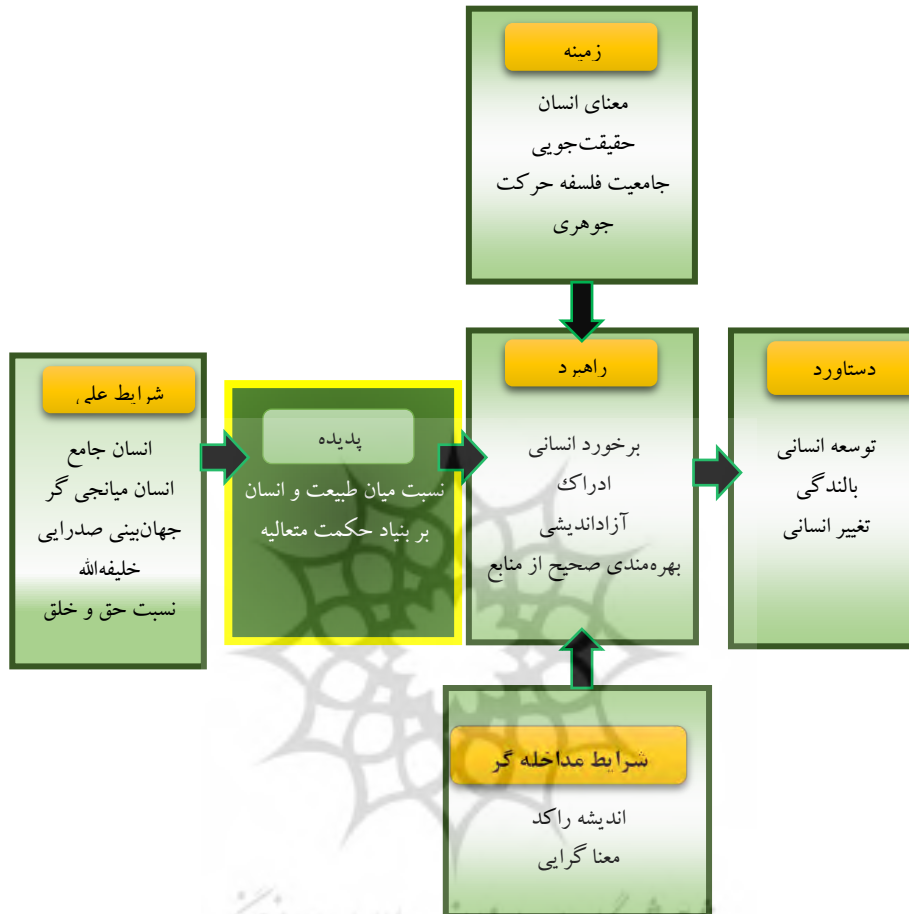 زمینه
معنای انسان
حقیقت‌جویی
جامعیت فلسفه حرکت
جوهری
شرایط علی
انسان جامع
انسان میانجی گر
جهان‌بینی صدرایی
خلیفه‌الله
نسبت حق و خلق
پدیده
نسبت میان طبیعت و انسان
بر بنیاد حکمت متعالیه
راهبرد
برخورد انسانی
ادراک
آزاداندیشی
بهره‌مندی صحیح از منابع
دستاورد
توسعه انسانی
بالندگی
تغییر انسانی
شرایط مداخله گر
اندیشه راکد
معنا گرایی